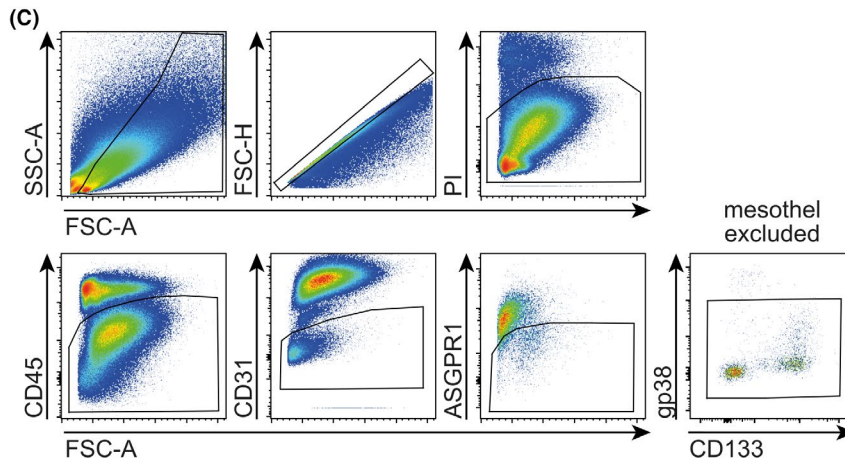 (C)
SSC-A
FSC-H
PI
FSC-A
mesothel
excluded
CD45
CD31
ASGPR1
gp38
FSC-A
CD133